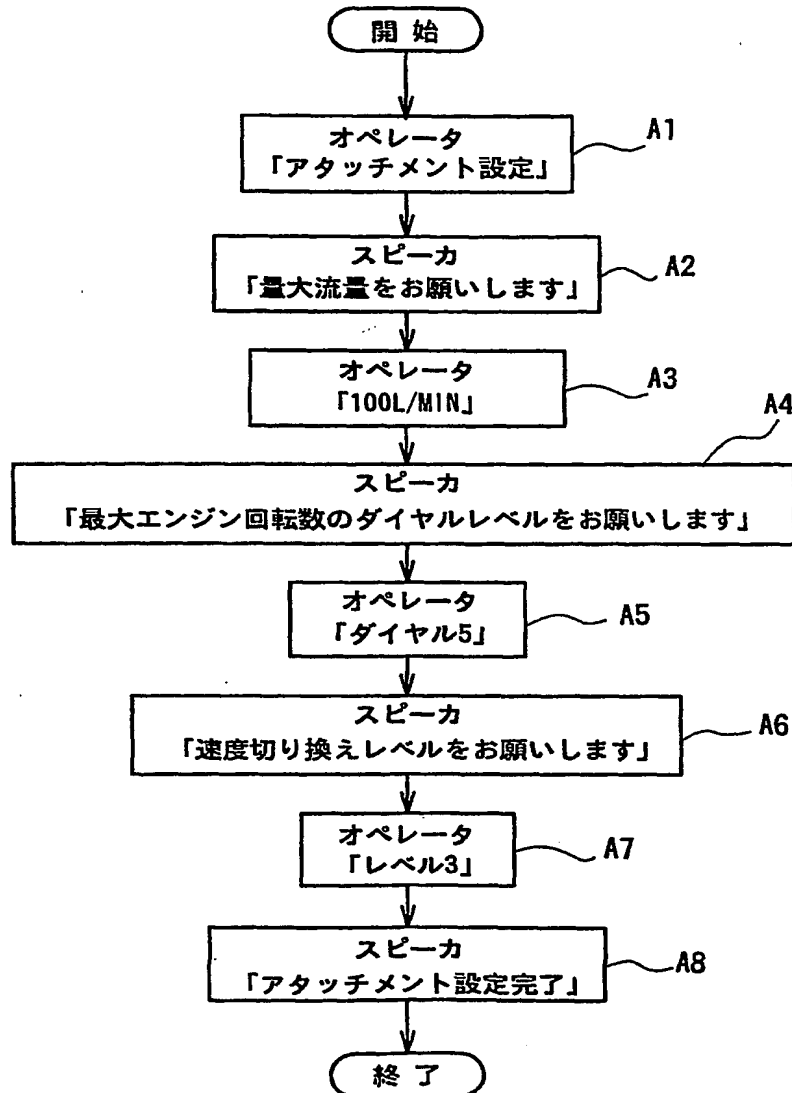 開始
オペレータ
「アタッチメント設定」
A1
スピーカ
「量大流量をお願いします」
A2
オペレータ
「100L/MIN」
A3
スピーカ
「最大エンジン回転数のダイヤルレベルをお願いします」
A4
オペレータ
「ダイヤル5」
A5
スピーカ
「速度切り換えレベルをお願いします」
A6
オペレータ
「レベル3」
A7
スピーカ
「アタッチメント設定完了」
A8
終了